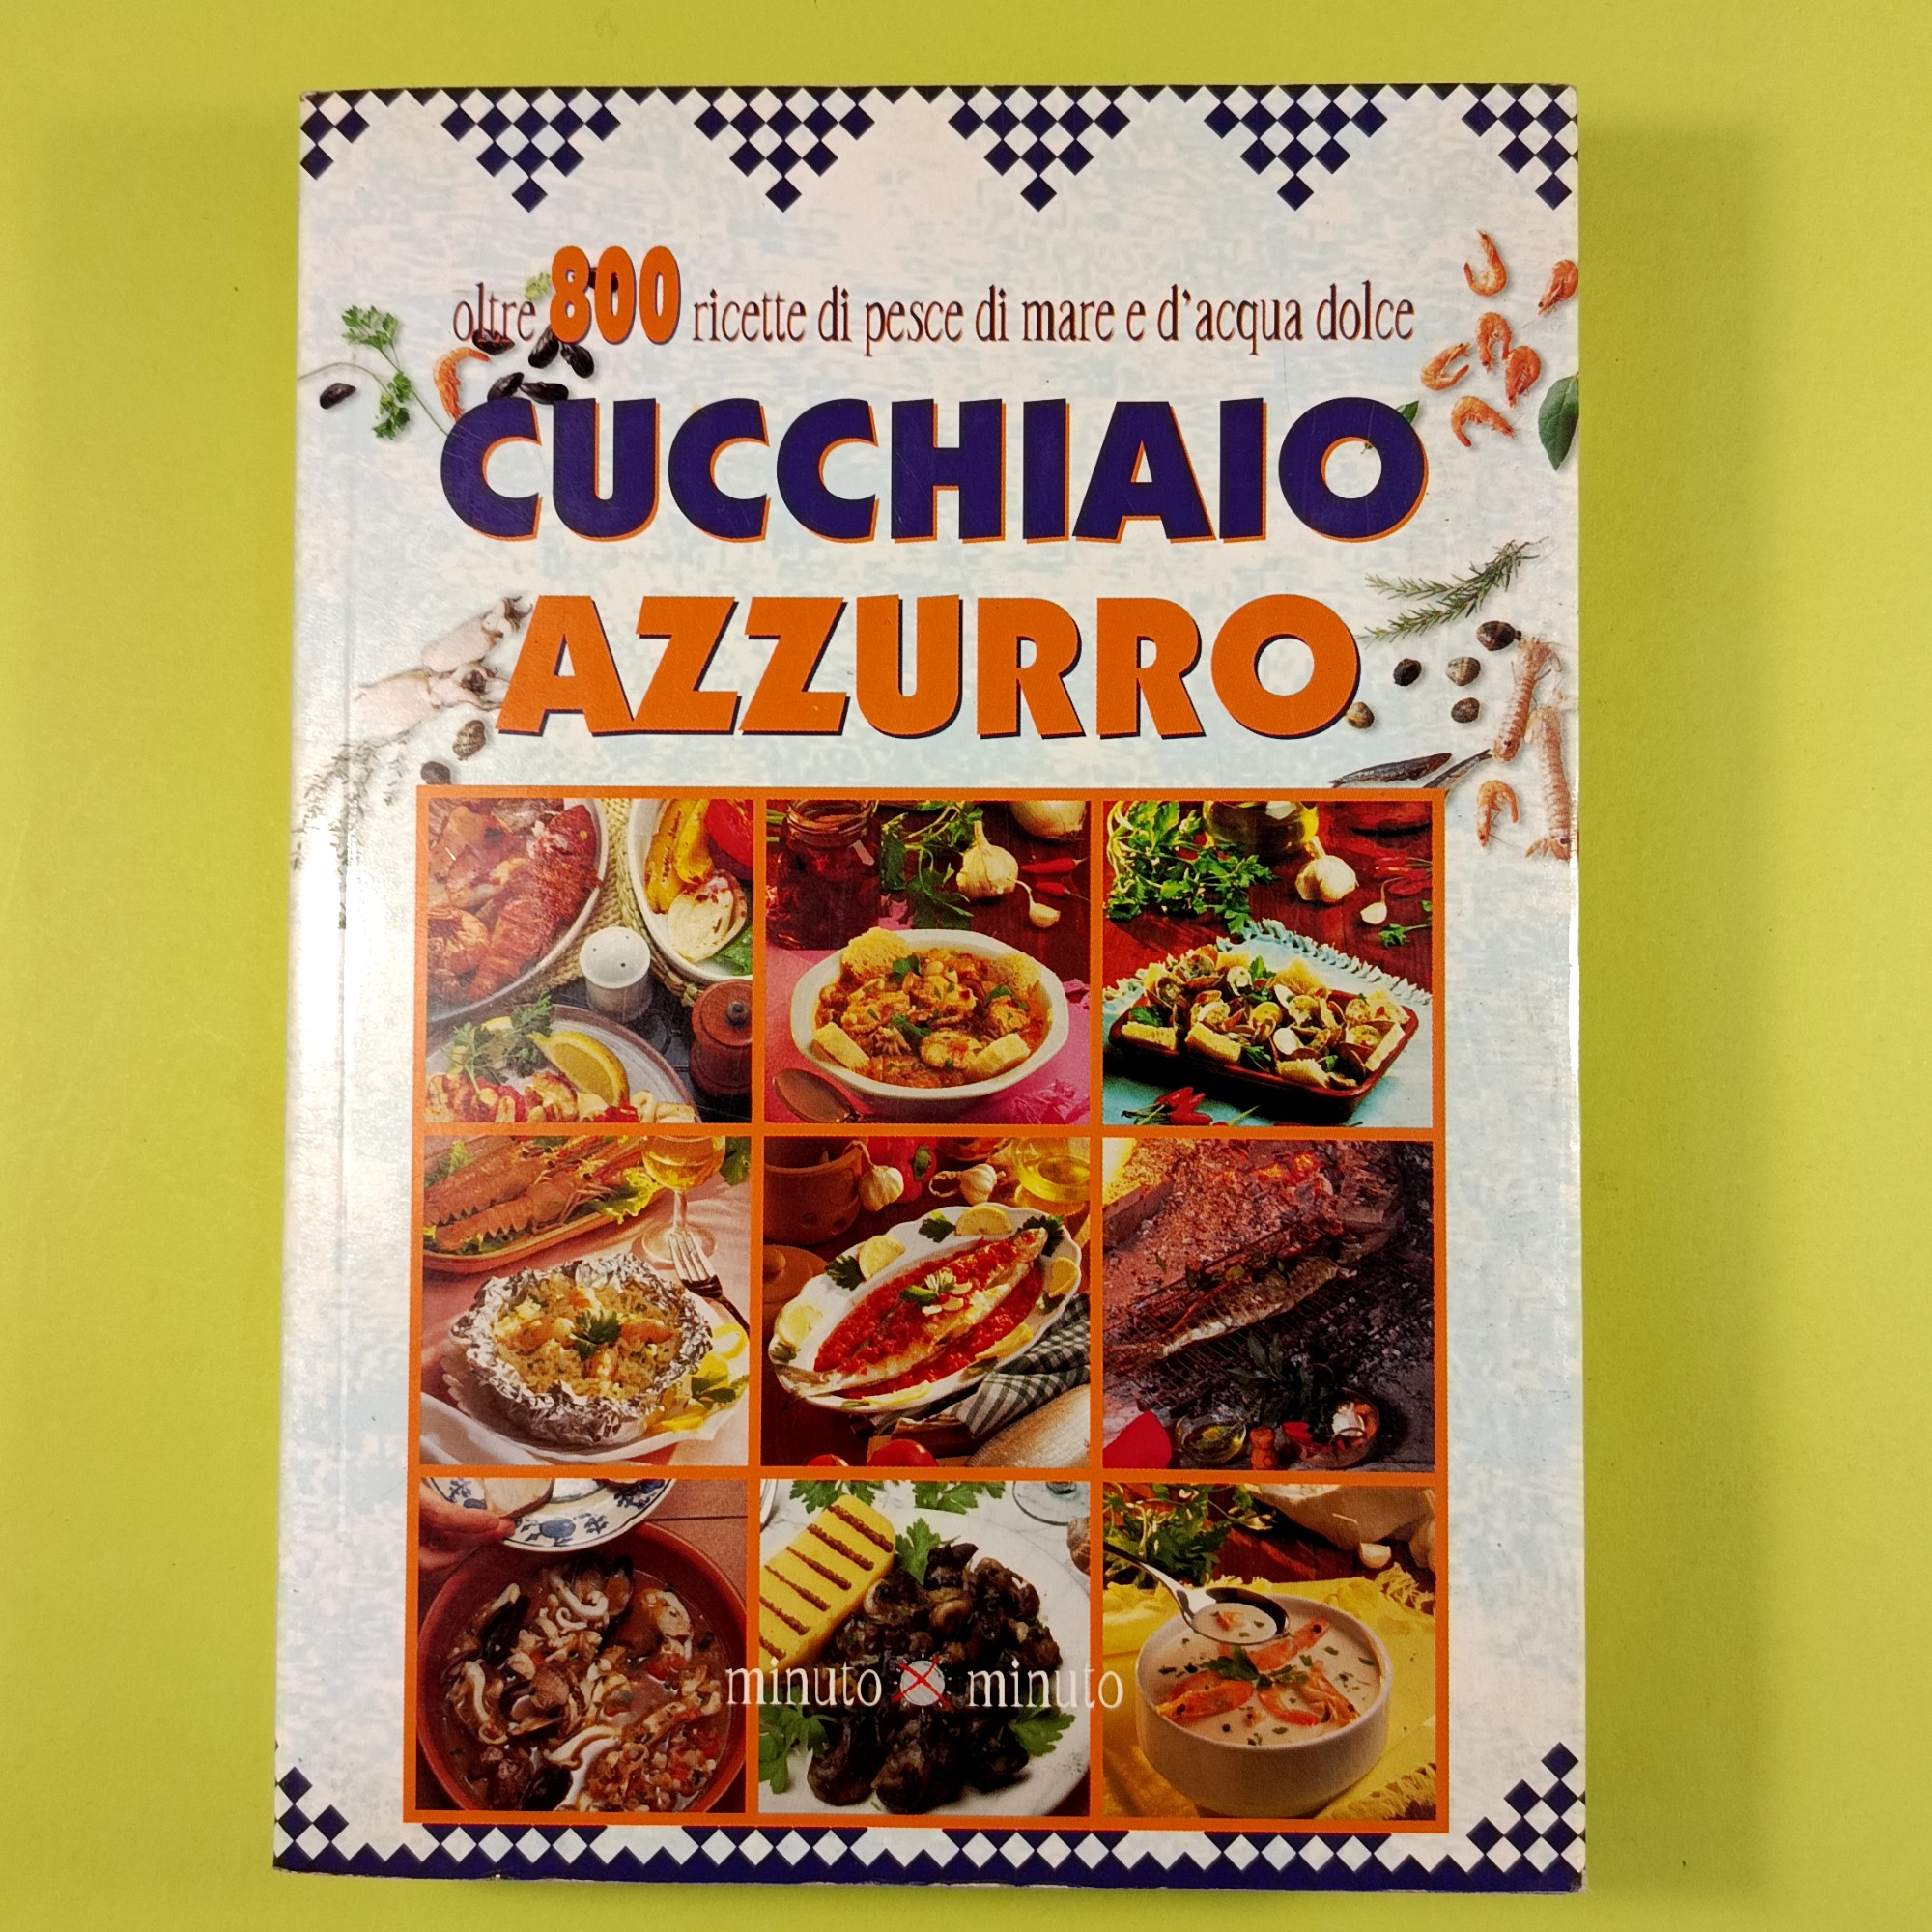 oltre 800 ricette di pesce di mare e d'acqua dolce
CUCCHIAIO
AZZURRO
minuto minuto